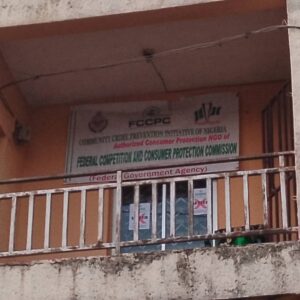 FCCPC
COMMUNITY CRIME PREVENTION INITIATIVE OF NIGERIA
Authorized Consumer Protection NGO of
FEDERAL COMPETITION AND CONSUMER PROTECTION COMMISSION
(Federal Government Agency)